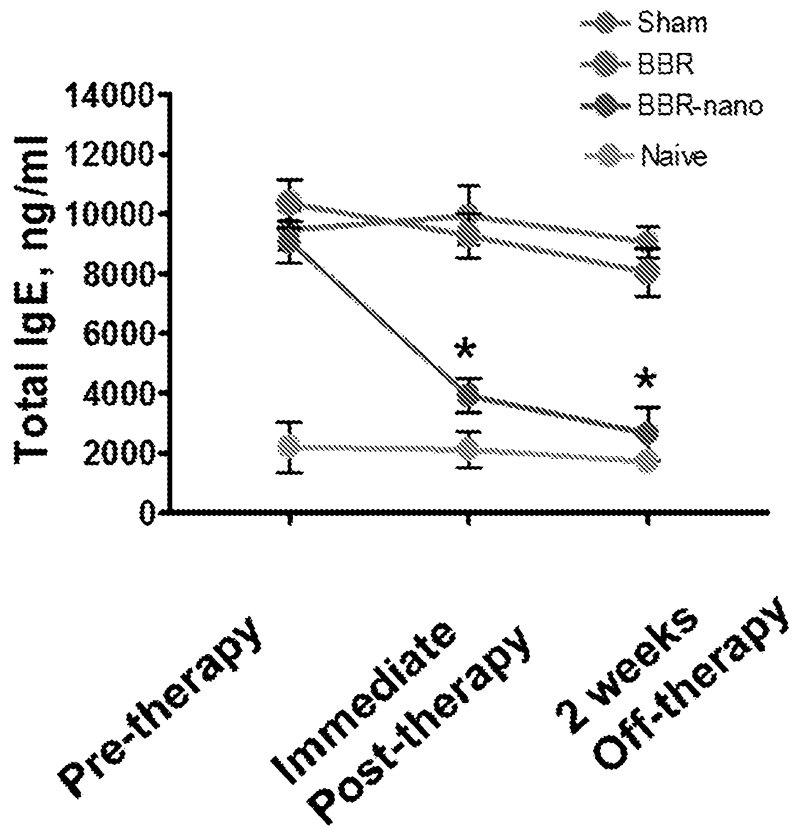 Sham
BBR
BBR-nano
Naive
Total IgE, ng/ml
14000
12000
10000
8000
6000
4000
2000
0
*
*
Pre-therapy
Immediate
Post-therapy
2 weeks
Off-therapy